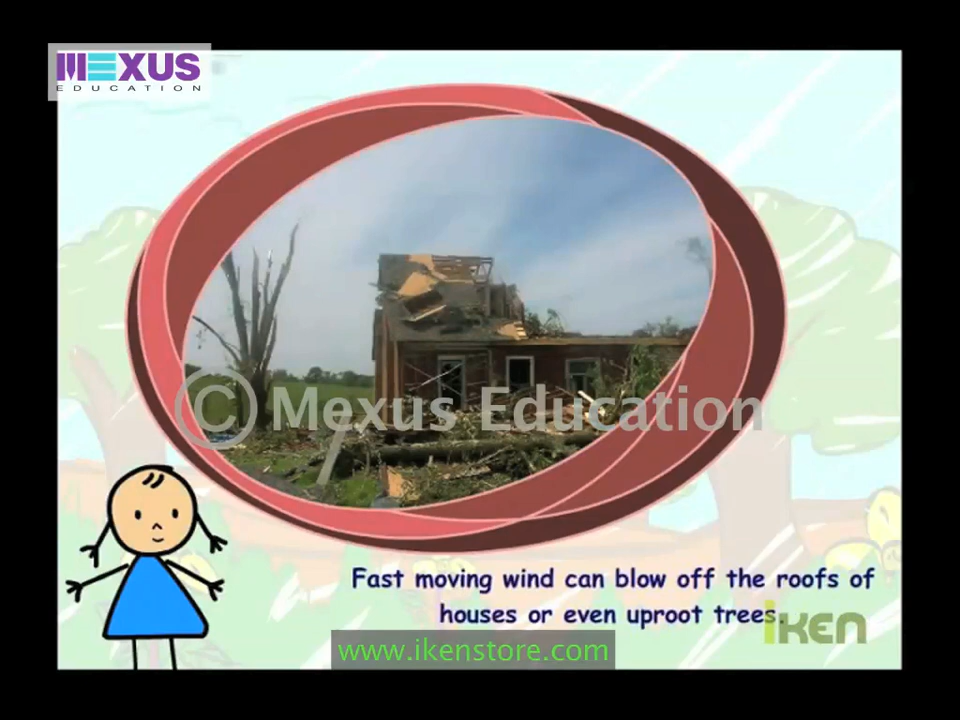 MEXUS
EDUCATION
© Mexus Education
Fast moving wind can blow off the roofs of
houses or even uproot trees.
iKEN
www.ikenstore.com